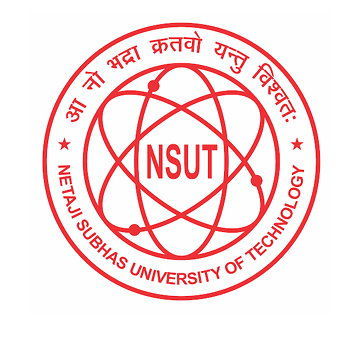 आ नो भद्रा क्रतवो यन्तु विश्वतः
NSUT
★ NETAJI SUBHAS UNIVERSITY OF TECHNOLOGY ★